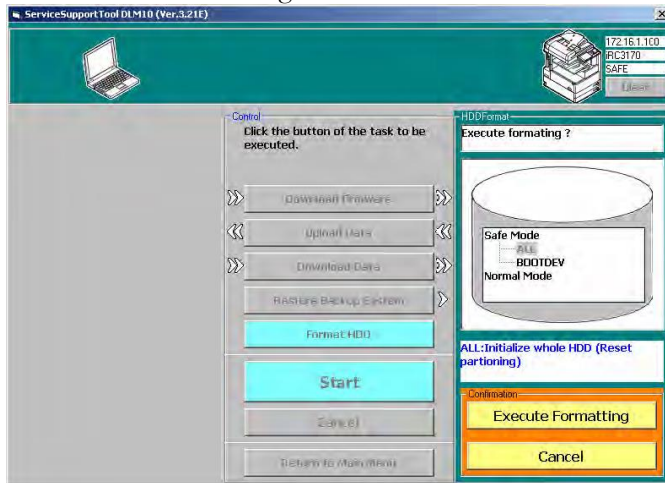 ServiceSupportTool DLM10 (Ver.3.21E)
172.16.1.100
iRC3170
SAFE
Clear
Control
Click the button of the task to be
executed.
Download Firmware
Upload Data
Download Data
Restore Backup System
Format HDD
Start
Cancel
Return to Main Menu
HDDFormat
Execute formating ?
Safe Mode
ALL
BOOTDEV
Normal Mode
ALL:Initialize whole HDD (Reset
partioning)
Confirmation
Execute Formatting
Cancel